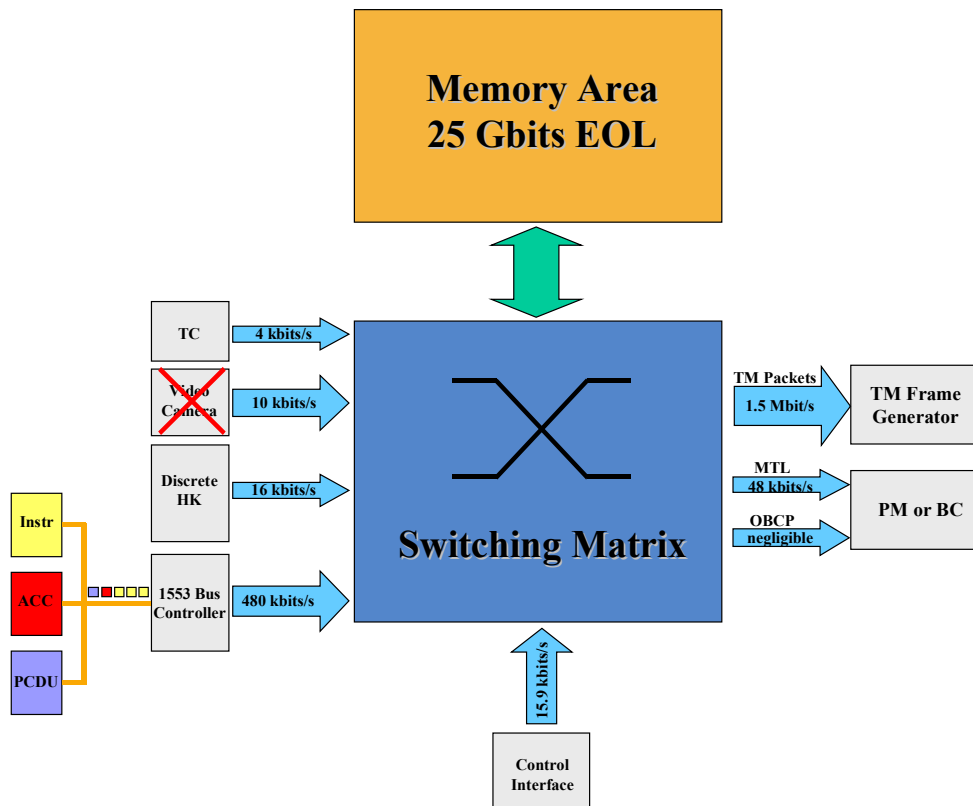 Memory Area
25 Gbits EOL
TC
4 kbits/s
Video
Camera
10 kbits/s
Discrete
HK
16 kbits/s
Instr
ACC
PCDU
1553 Bus
Controller
480 kbits/s
Switching Matrix
TM Packets
1.5 Mbit/s
TM Frame
Generator
MTL
48 kbits/s
OBCP
negligible
PM or BC
15.9 kbits/s
Control
Interface